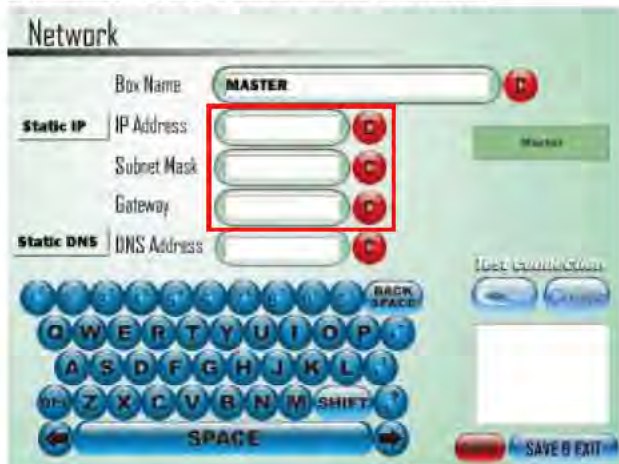 Network
Box Name MASTER C
Static IP IP Address C
Master
Subnet Mask C
Gateway C
Static DNS DNS Address C
Test Connection
BACK SPACE
Q W E R T Y U I O P
A S D F G H J K L
Z X C V B N M SHIFT
SPACE
SAVE & EXIT